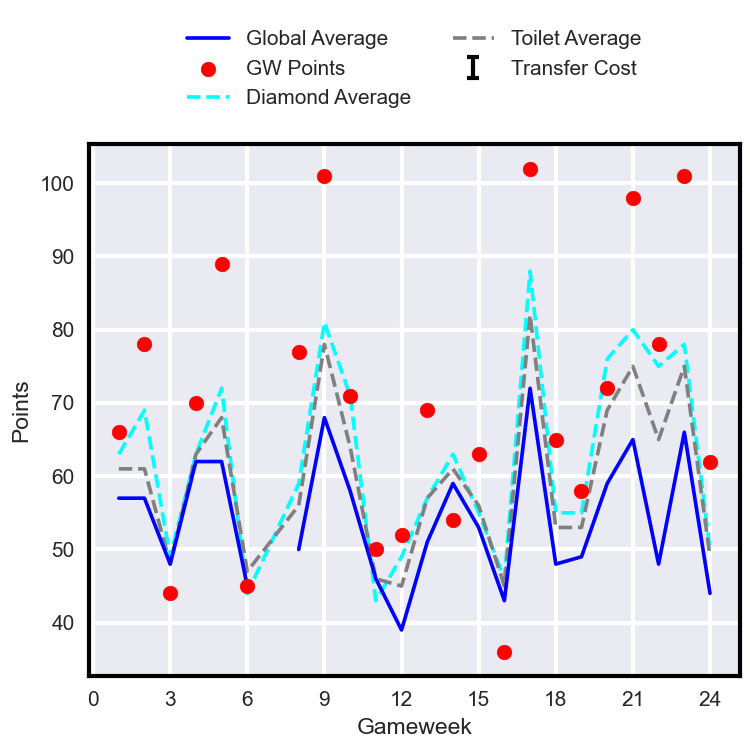 Global Average
GW Points
Diamond Average
Toilet Average
Transfer Cost
100
90
80
70
60
50
40
Points
0 3 6 9 12 15 18 21 24
Gameweek